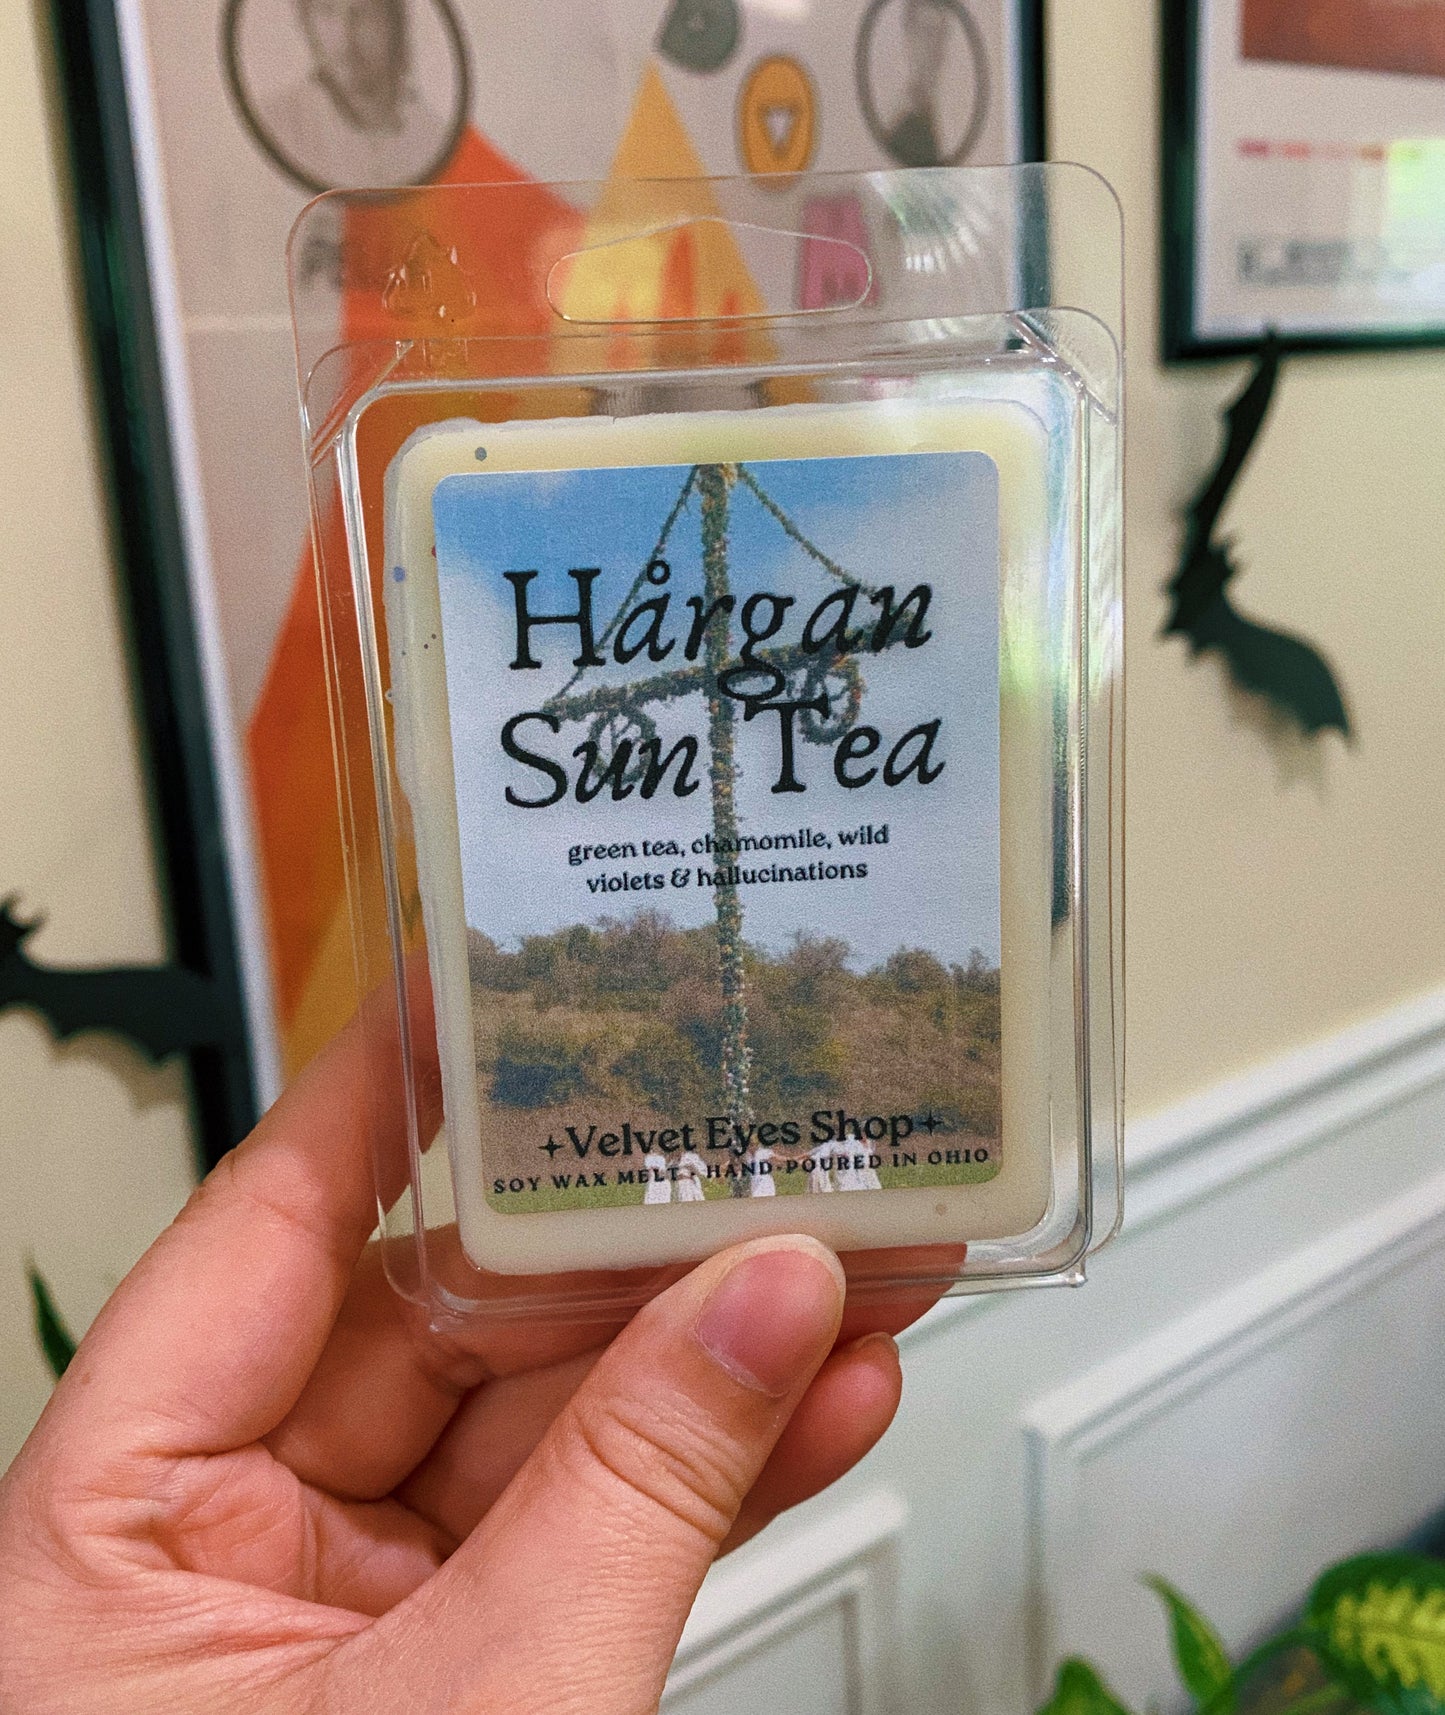 Hårgan
Sun Tea
green tea, chamomile, wild
violets & hallucinations
Velvet Eyes Shop
SOY WAX MELT · HAND-POURED IN OHIO